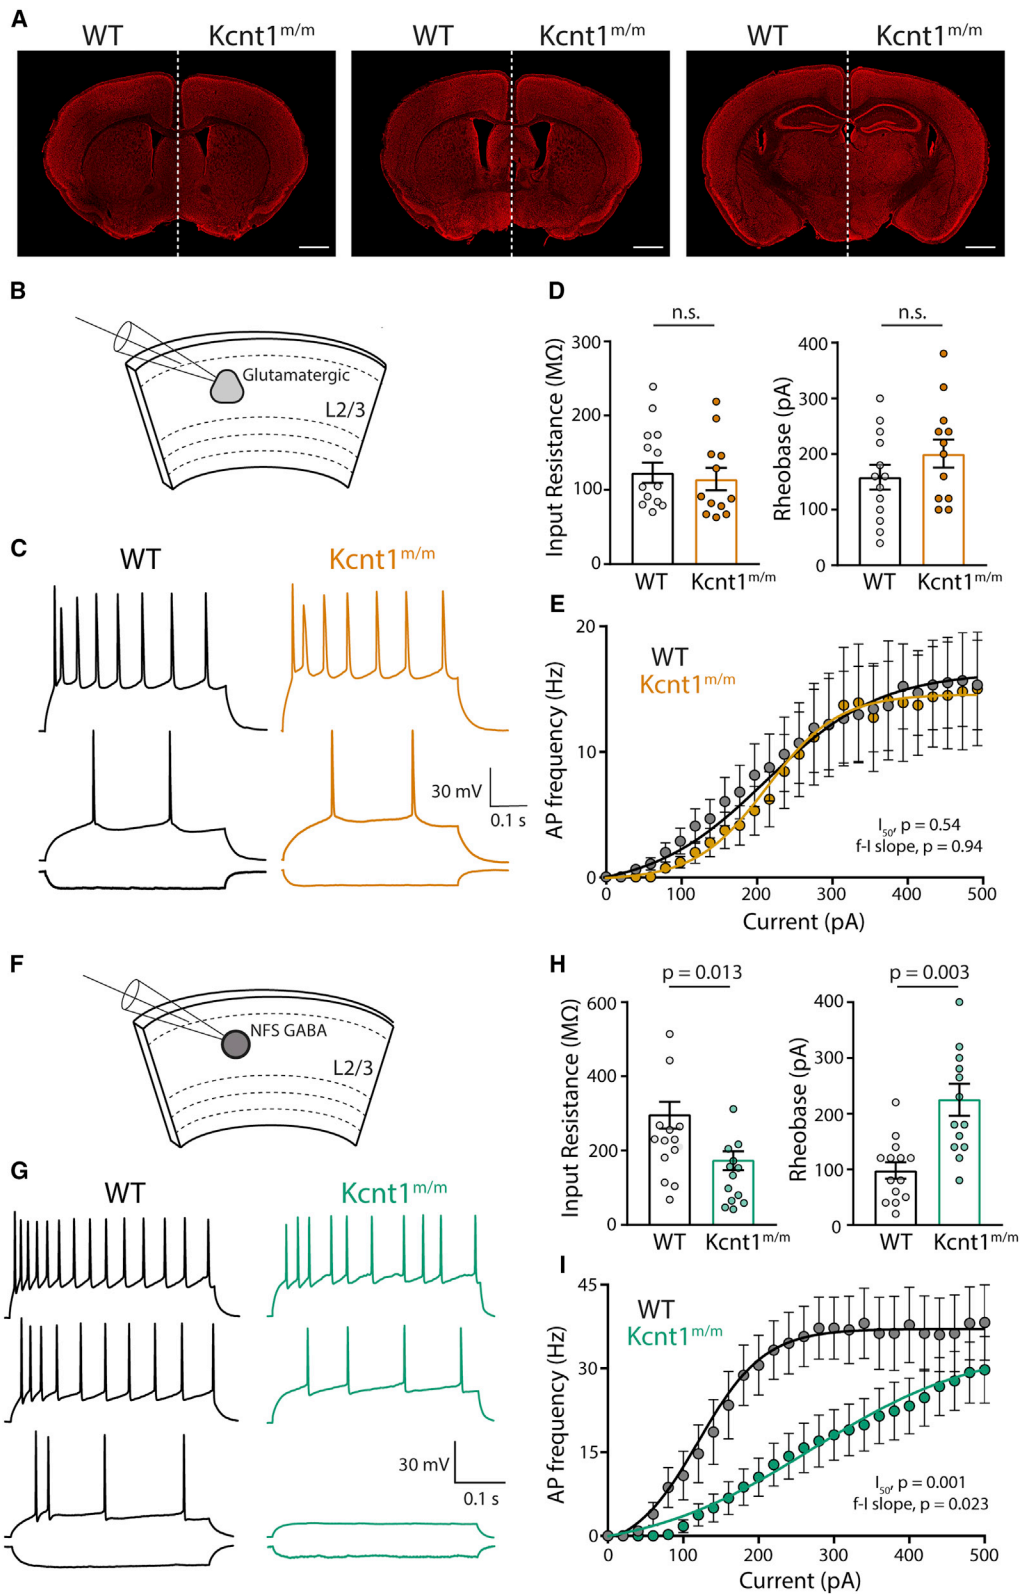 A
WT Kcnt1m/m WT Kcnt1m/m WT Kcnt1m/m
B
Glutamatergic
L2/3
C
WT Kcnt1m/m
30 mV
0.1 s
D
n.s. n.s.
Input Resistance (MΩ)
300
200
100
0
WT Kcnt1m/m
Rheobase (pA)
400
300
200
100
0
WT Kcnt1m/m
E
AP frequency (Hz)
20
10
0
WT
Kcnt1m/m
I50, p = 0.54
f-I slope, p = 0.94
0 100 200 300 400 500
Current (pA)
F
NFS GABA
L2/3
G
WT Kcnt1m/m
30 mV
0.1 s
H
p = 0.013 p = 0.003
Input Resistance (MΩ)
600
400
200
0
WT Kcnt1m/m
Rheobase (pA)
400
300
200
100
0
WT Kcnt1m/m
I
AP frequency (Hz)
45
30
15
0
WT
Kcnt1m/m
I50, p = 0.001
f-I slope, p = 0.023
0 100 200 300 400 500
Current (pA)